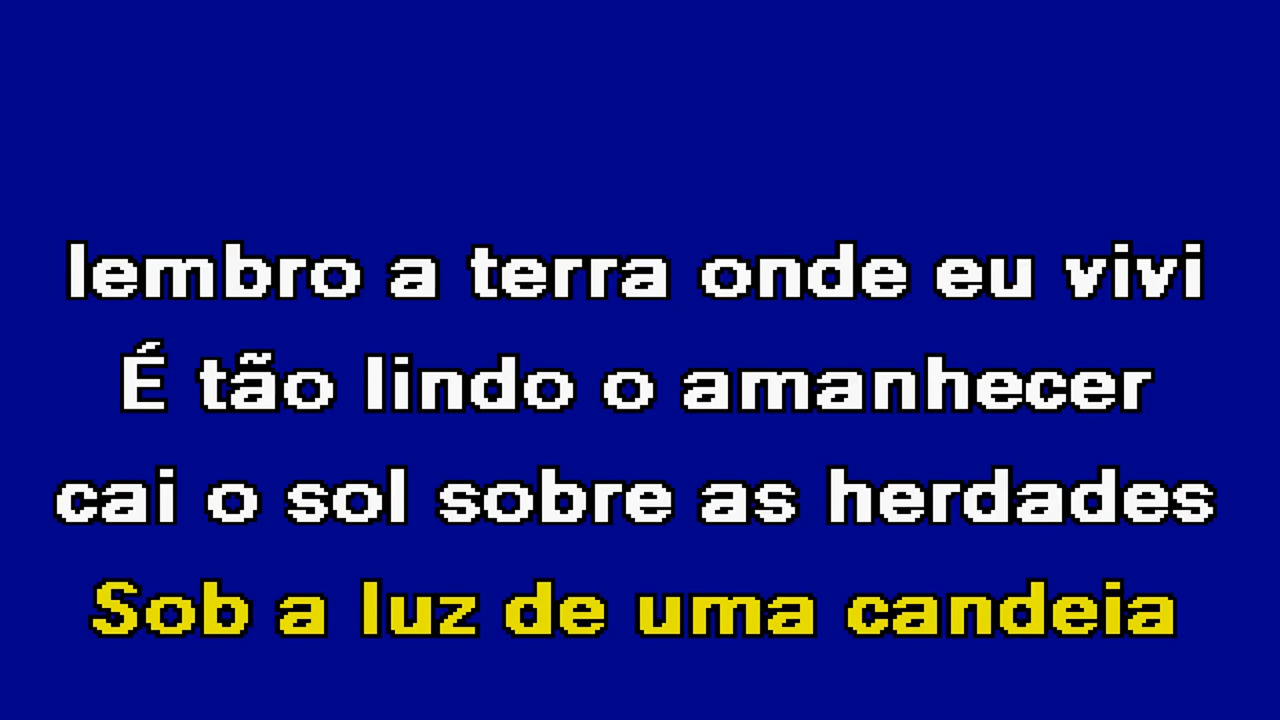 lembro a terra onde eu vivi
É tão lindo o amanhecer
cai o sol sobre as herdades
Sob a luz de uma candeia